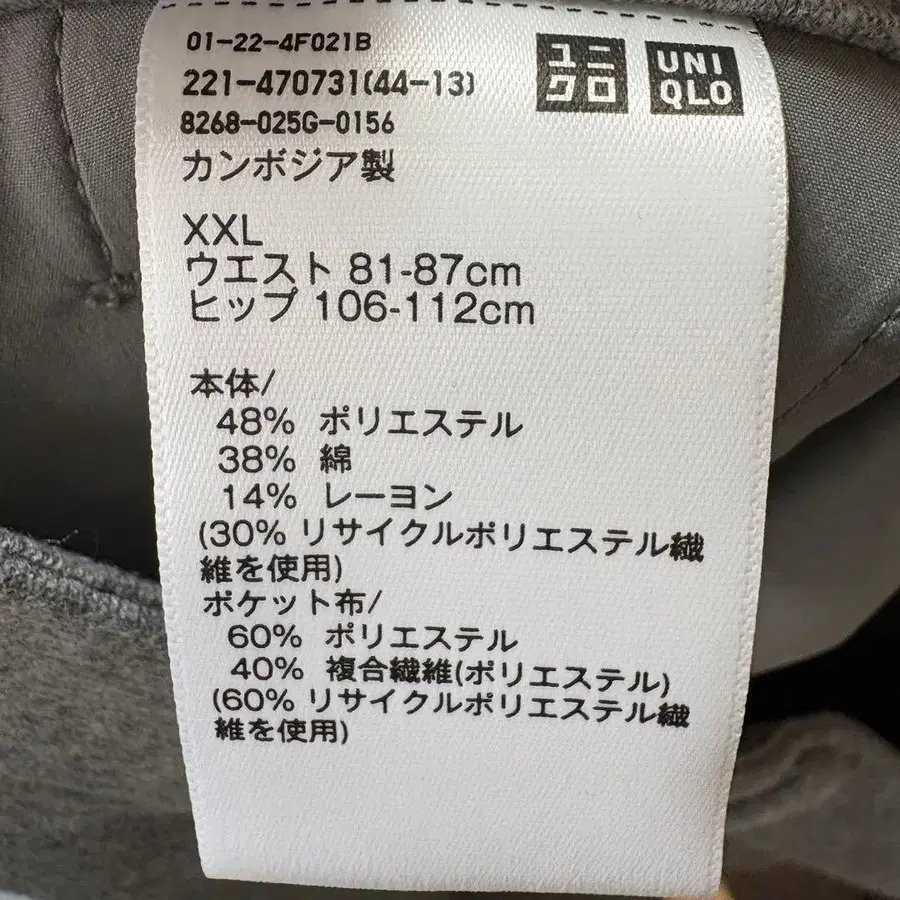 01-22-4F021B
221-470731(44-13)
8268-025G-0156
カンボジア製
ユニ
クロ
UNI
QLO
XXL
ウエスト 81-87cm
ヒップ 106-112cm
本体/
48% ポリエステル
38% 綿
14% レーヨン
(30% リサイクルポリエステル繊
維を使用)
ポケット布/
60% ポリエステル
40% 複合繊維(ポリエステル)
(60% リサイクルポリエステル繊
維を使用)